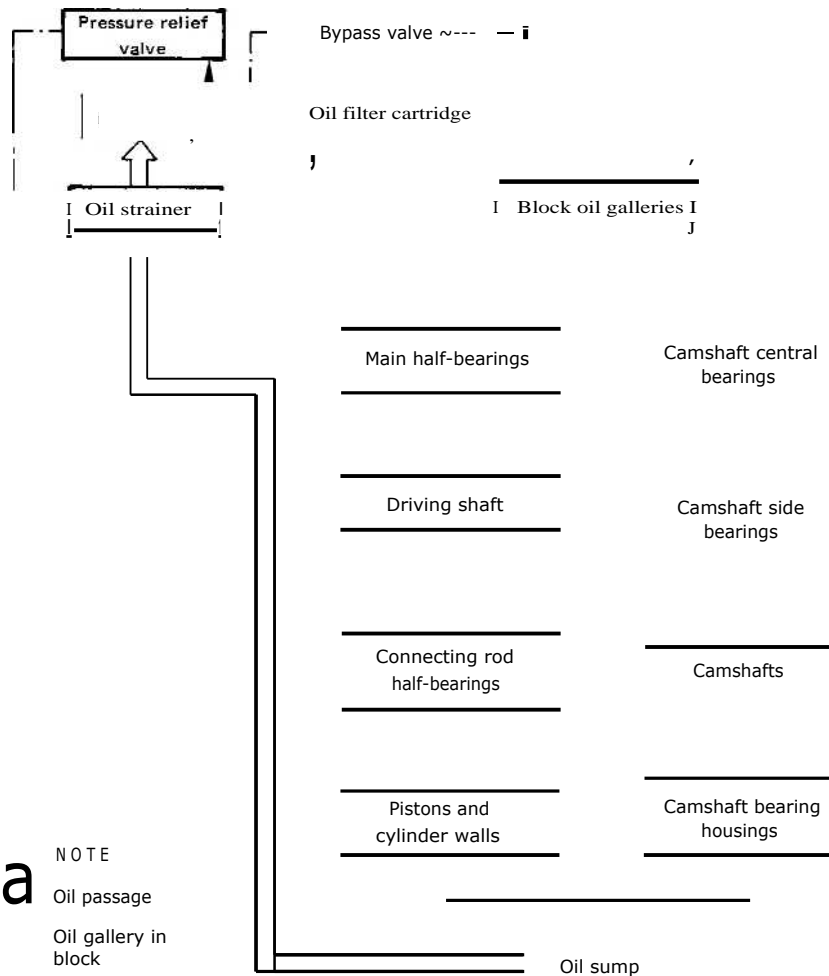 Pressure relief
valve
Bypass valve ~--- — i
Oil filter cartridge
,
I Oil strainer I
I Block oil galleries I
J
Main half-bearings
Camshaft central
bearings
Driving shaft
Camshaft side
bearings
Connecting rod
half-bearings
Camshafts
Pistons and
cylinder walls
Camshaft bearing
housings
a
NOTE
Oil passage
Oil gallery in
block
Oil sump